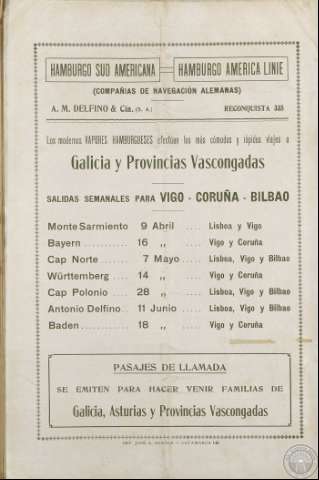 HAMBURGO SUD AMERICANA — HAMBURGO AMERICA LINIE
(COMPAÑIAS DE NAVEGACIÓN ALEMANAS)
A. M. DELFINO & Cía. (S. A.) RECONQUISTA 335
Los modernos VAPORES HAMBURGUESES efectúan los más cómodos y rápidos viajes a
Galicia y Provincias Vascongadas
SALIDAS SEMANALES PARA VIGO - CORUÑA - BILBAO
Monte Sarmiento 9 Abril .... Lisboa y Vigo
Bayern ........... 16 „ .... Vigo y Coruña
Cap Norte ........ 7 Mayo .... Lisboa, Vigo y Bilbao
Württemberg .... 14 „ .... Vigo y Coruña
Cap Polonio .... 28 „ .... Lisboa, Vigo y Bilbao
Antonio Delfino.. 11 Junio .... Lisboa, Vigo y Bilbao
Baden ............ 18 „ .... Vigo y Coruña
PASAJES DE LLAMADA
SE EMITEN PARA HACER VENIR FAMILIAS DE
Galicia, Asturias y Provincias Vascongadas